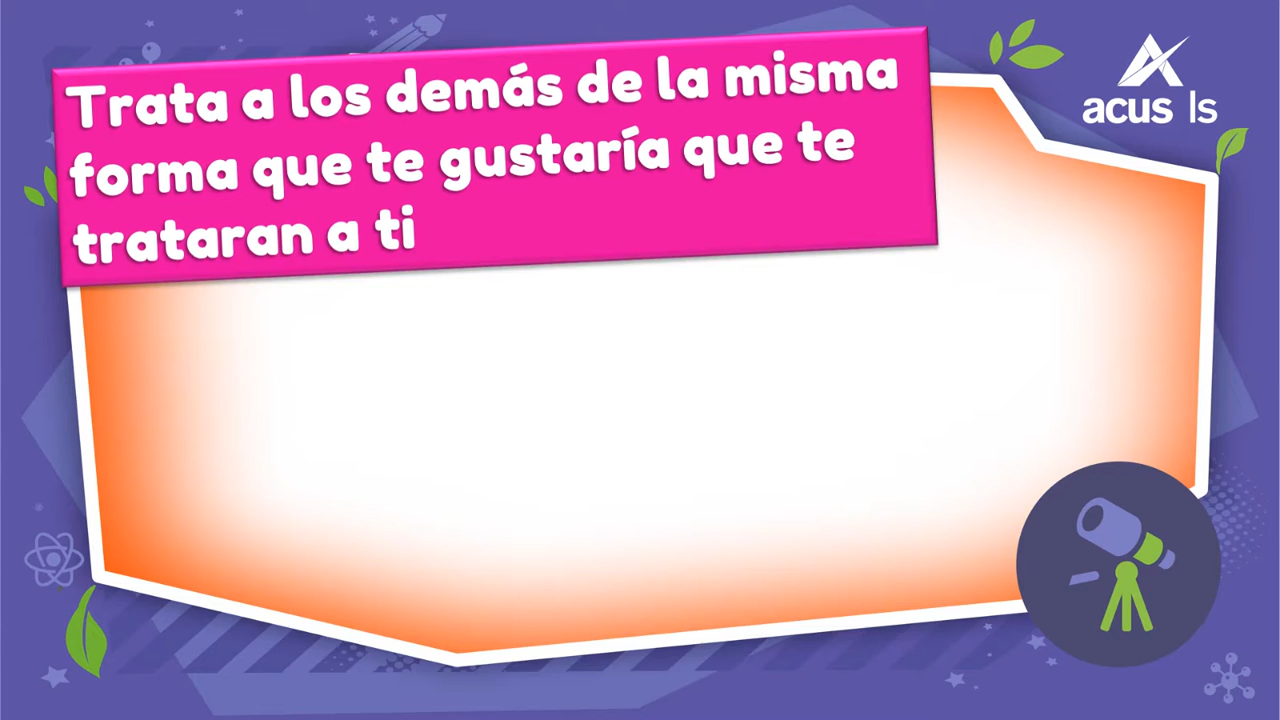 Trata a los demás de la misma
forma que te gustaría que te
trataran a ti
acus ls